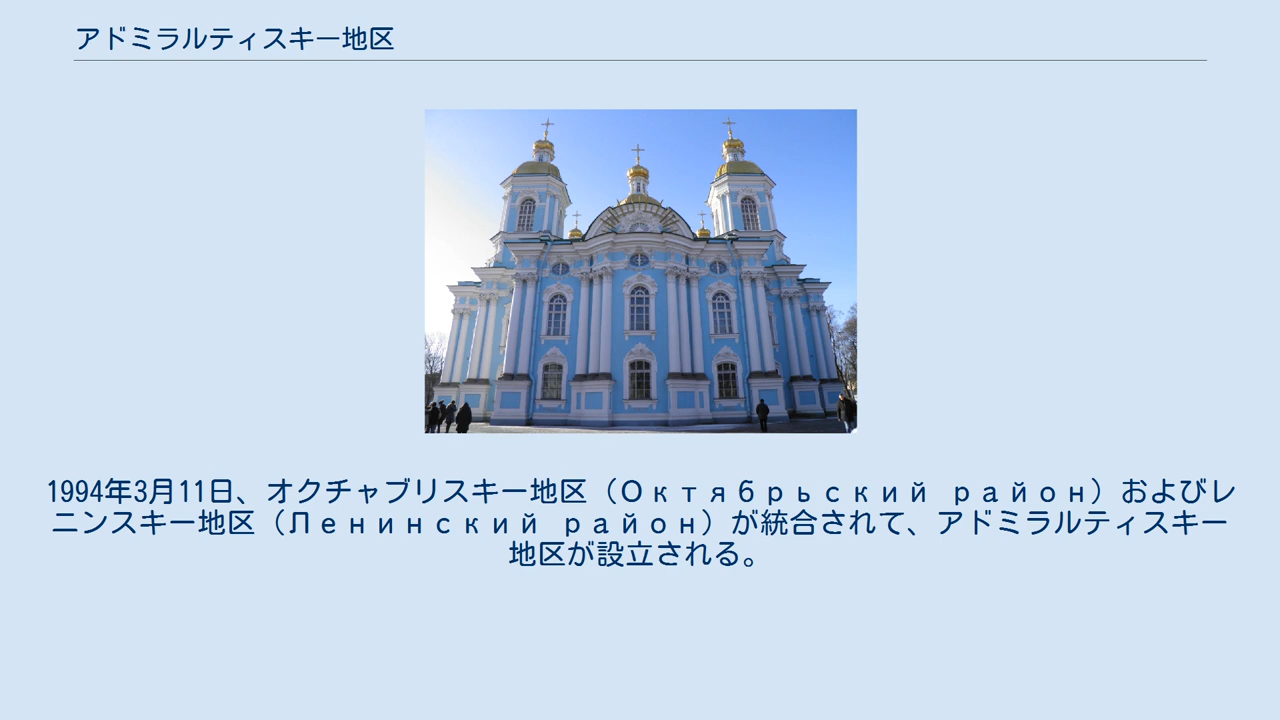 アドミラルティスキー地区
1994年3月11日、オクチャブリスキー地区（Октябрьский район）およびレ
ニンスキー地区（Ленинский район）が統合されて、アドミラルティスキー
地区が設立される。